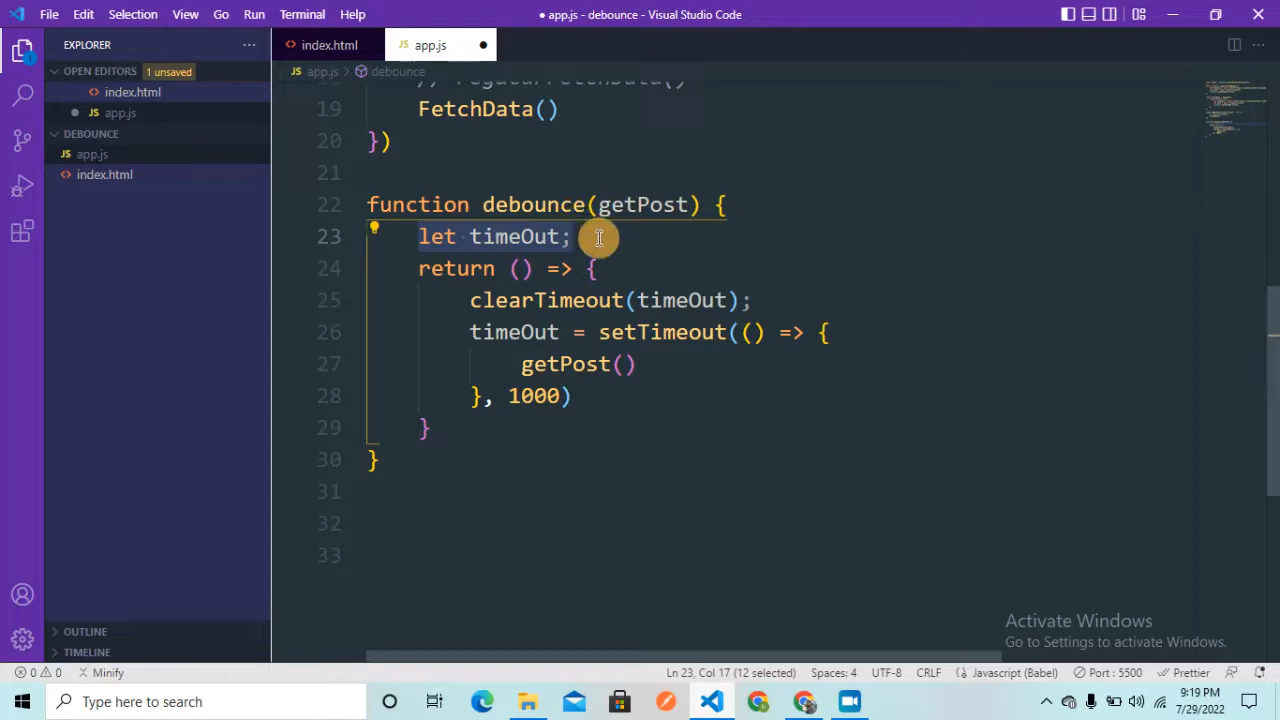 File Edit Selection View Go Run Terminal Help
● app.js - debounce - Visual Studio Code
EXPLORER
<> index.html
JS app.js
OPEN EDITORS 1 unsaved
<> index.html
app.js
DEBOUNCE
JS app.js
<> index.html
OUTLINE
TIMELINE
JS app.js > debounce
FetchData()
19 FetchData()
20 })
21
22 function debounce(getPost) {
23 let timeOut;
24 return () => {
25 clearTimeout(timeOut);
26 timeOut = setTimeout(() => {
27 getPost()
28 }, 1000)
29 }
30 }
31
32
33
Activate Windows
Go to Settings to activate Windows.
0 0 Minify
Ln 23, Col 17 (12 selected) Spaces: 4 UTF-8 CRLF Javascript (Babel) Port : 5500 Prettier
Type here to search
9:19 PM
7/29/2022